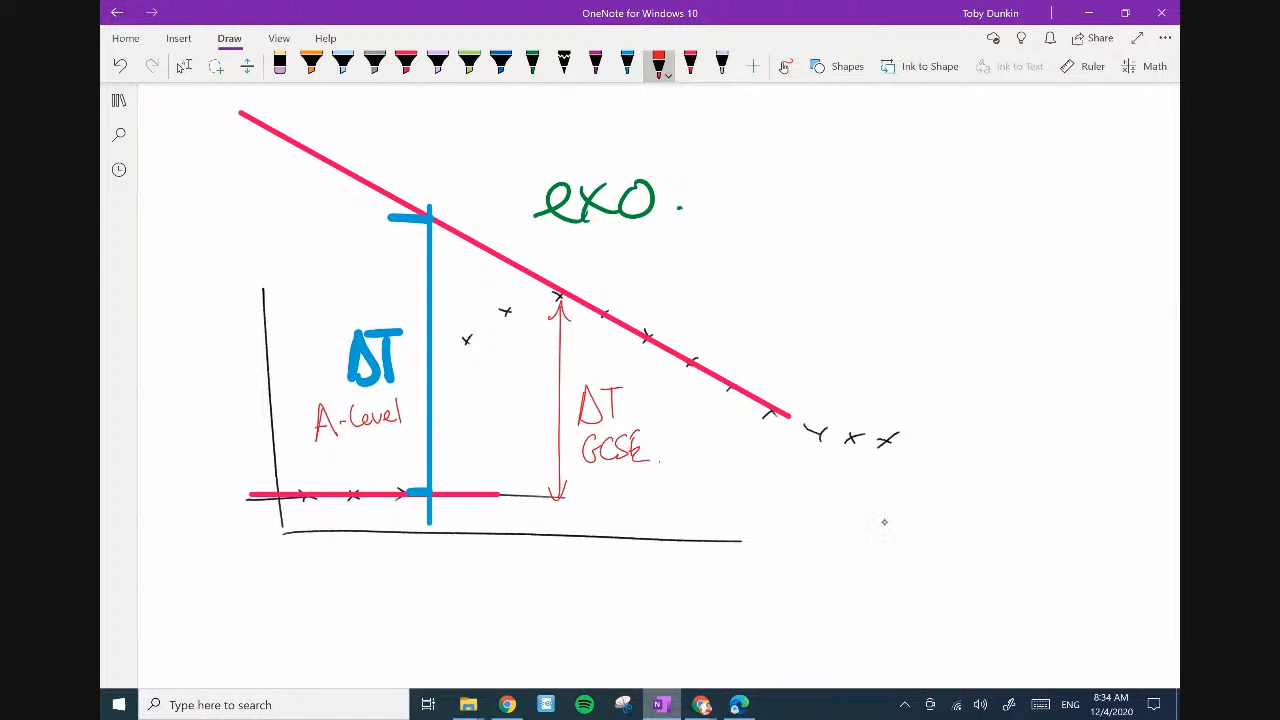 OneNote for Windows 10
Toby Dunkin
Home Insert Draw View Help
Share
Shapes
Ink to Shape
Ink to Text
Ruler
Math
exo.
ΔT
A-Level
ΔT
GCSE.
Type here to search
8:34 AM
12/4/2020